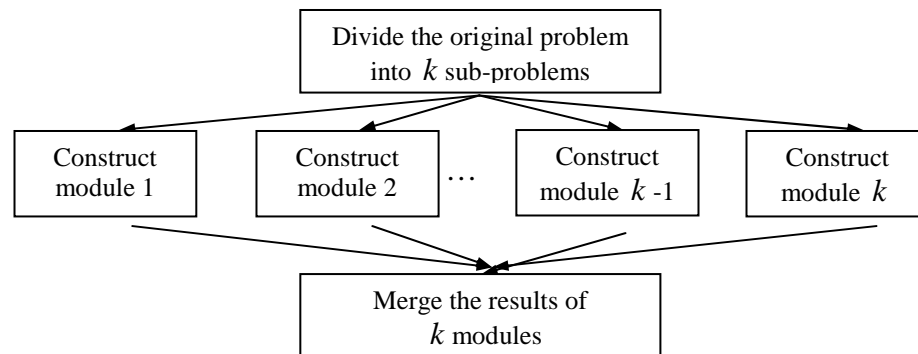 Divide the original problem
into k sub-problems
Construct
module 1
Construct
module 2
...
Construct
module k -1
Construct
module k
Merge the results of
k modules